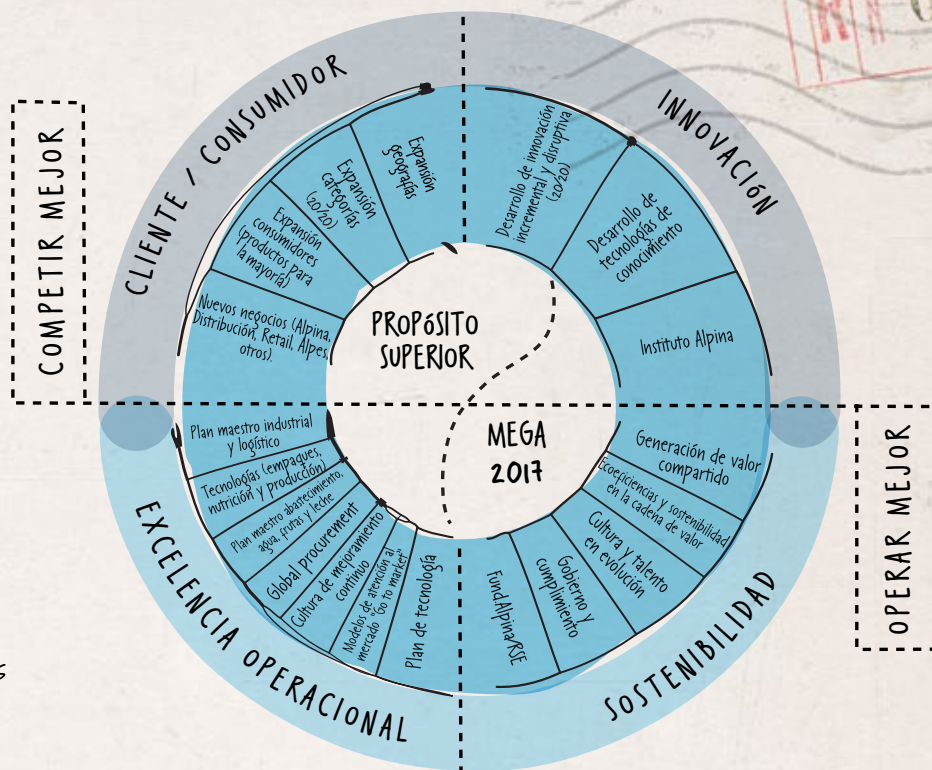 COMPETIR MEJOR
CLIENTE / CONSUMIDOR
Expansión
geografías
Expansión
categorías
(20/20)
Expansión
consumidores
(productos para
la mayoría)
Nuevos negocios (Alpina,
Distribución, Retail, Alpes,
otros)
INNOVACIÓN
Desarrollo de innovación
incremental y disruptiva
(20/20)
Desarrollo de
tecnologías de
conocimiento
Instituto Alpina
PROPÓSITO
SUPERIOR
MEGA
2017
EXCELENCIA OPERACIONAL
Plan maestro industrial
y logístico
Tecnologías (empaques,
nutrición y producción)
Plan maestro abastecimiento,
agua, frutas y leche
Global procurement
Cultura de mejoramiento
continuo
Modelos de atención al
mercado "Go to market"
Plan de tecnología
OPERAR MEJOR
SOSTENIBILIDAD
Generación de valor
compartido
Ecoeficiencias y sostenibilidad
en la cadena de valor
Cultura y talento
en evolución
Gobierno y
cumplimiento
FundAlpina/RSE